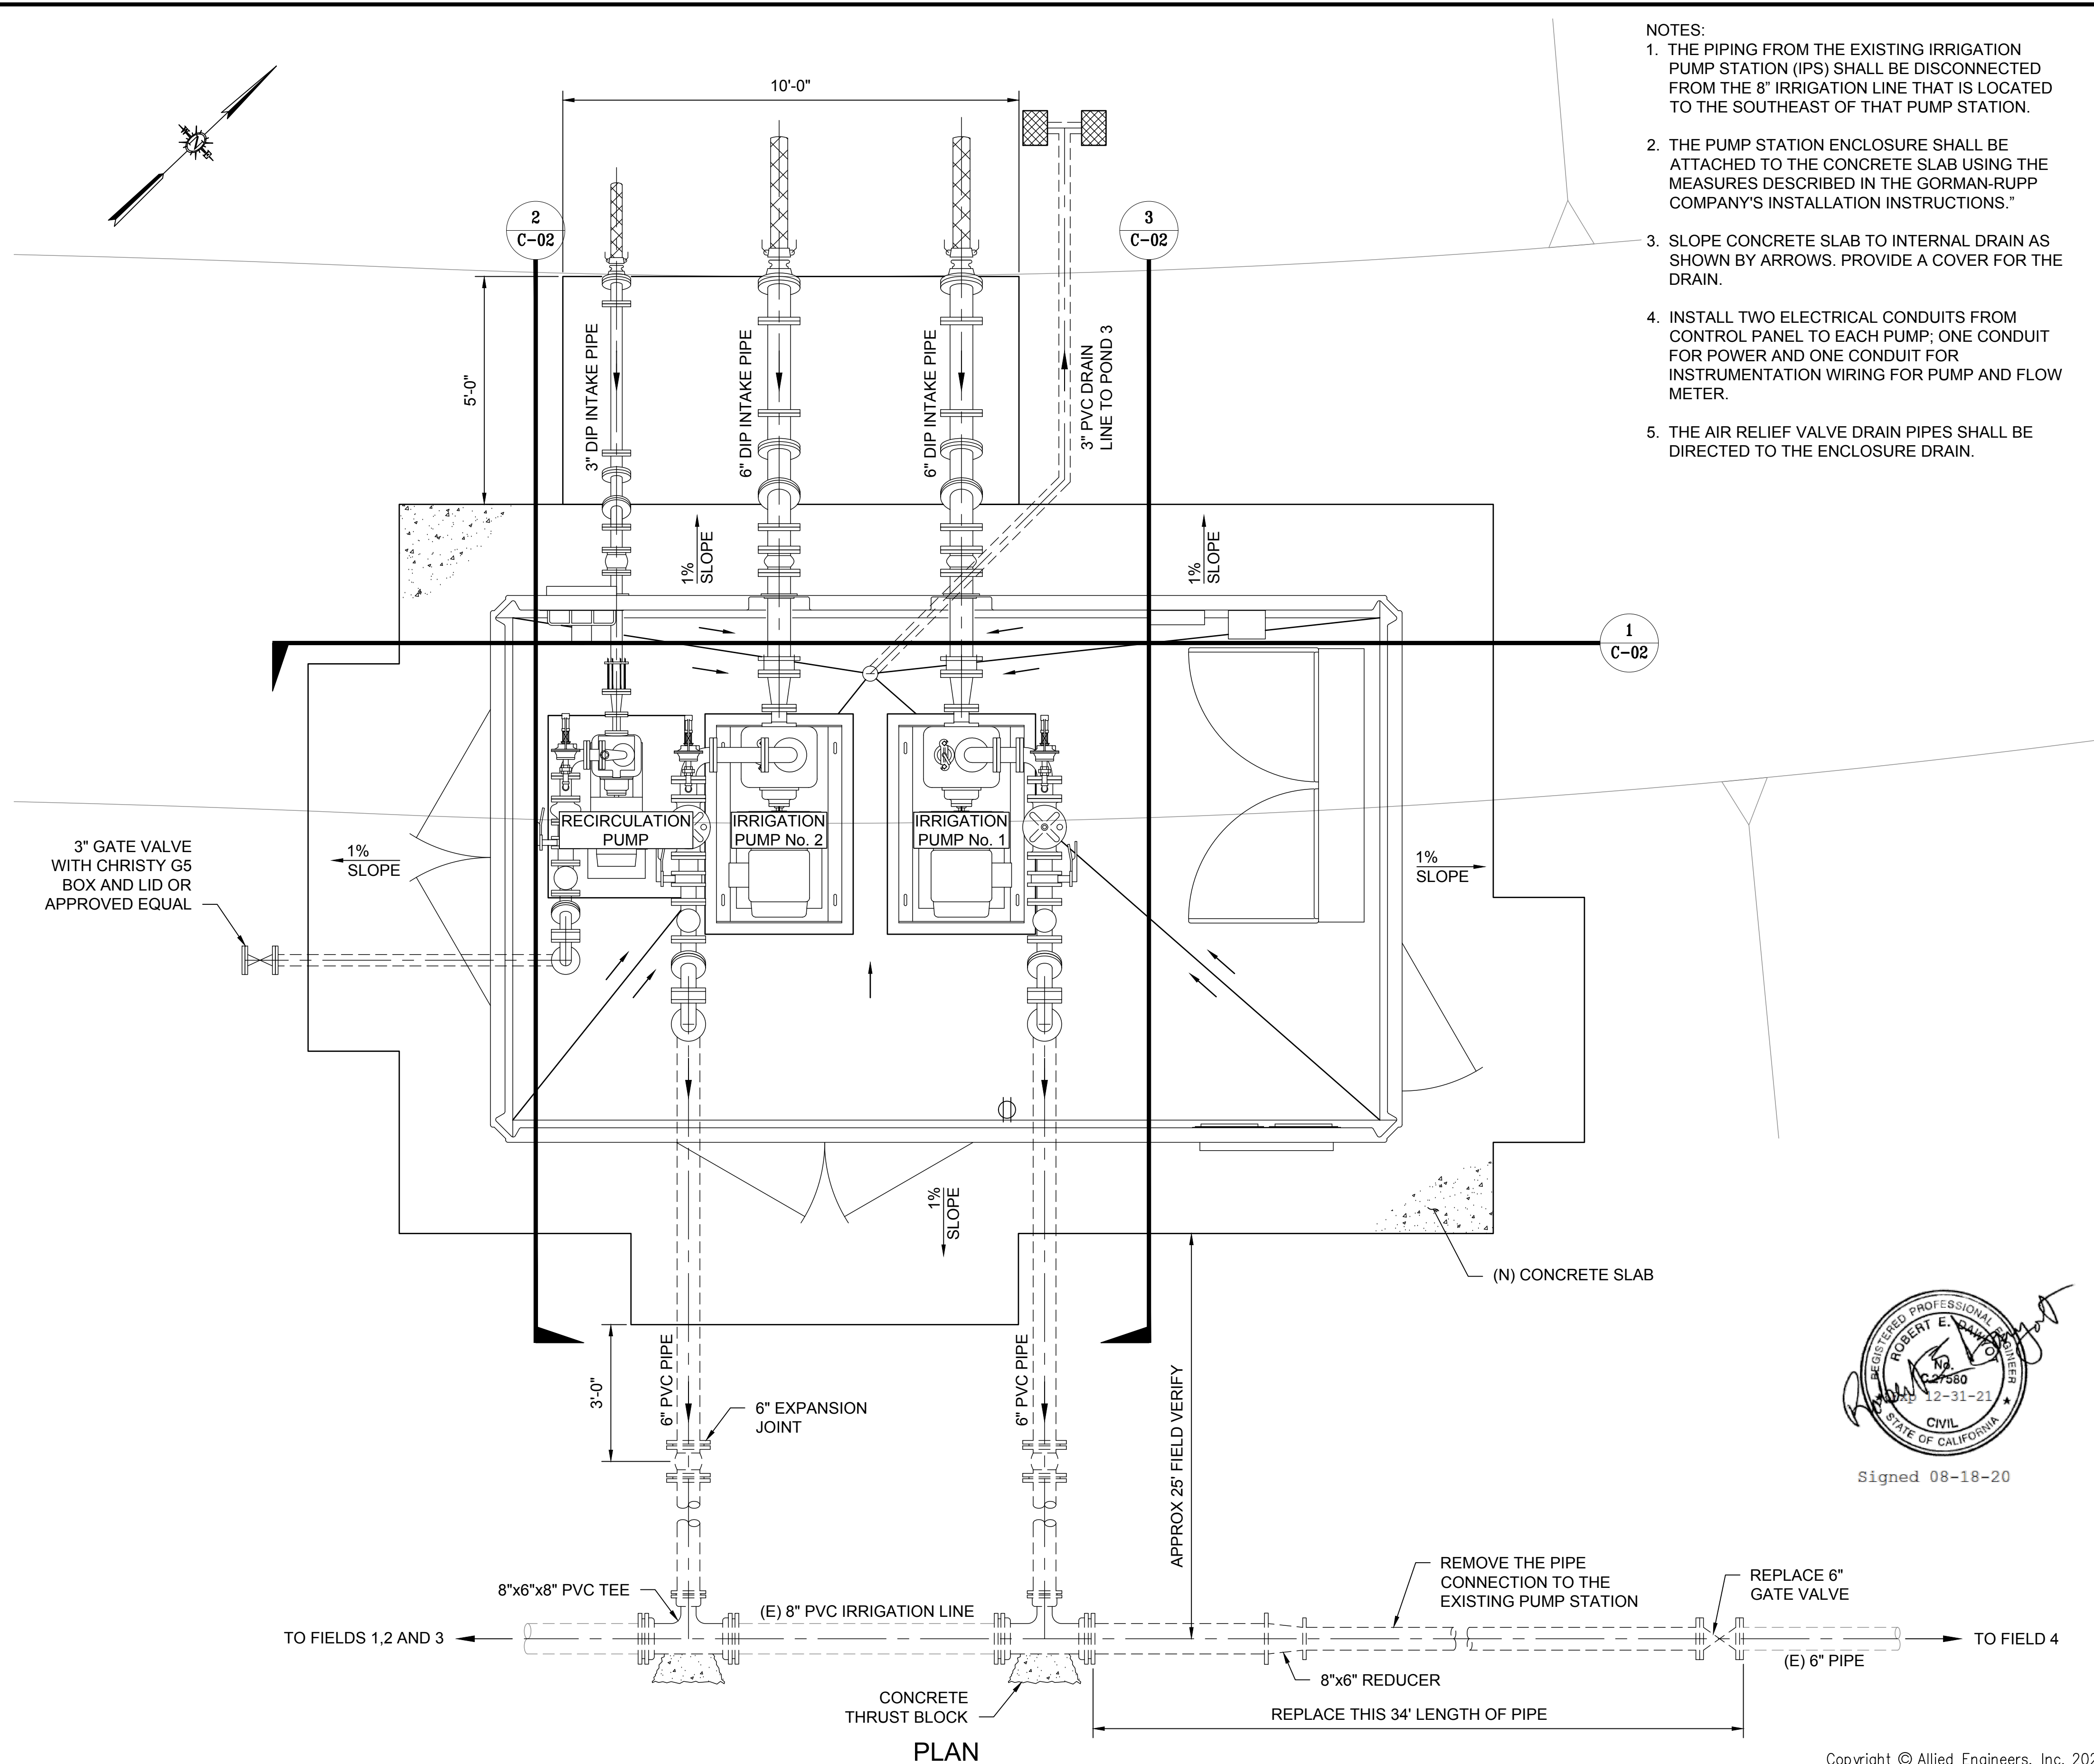 NOTES:
1. THE PIPING FROM THE EXISTING IRRIGATION
PUMP STATION (IPS) SHALL BE DISCONNECTED
FROM THE 8” IRRIGATION LINE THAT IS LOCATED
TO THE SOUTHEAST OF THAT PUMP STATION.
2. THE PUMP STATION ENCLOSURE SHALL BE
ATTACHED TO THE CONCRETE SLAB USING THE
MEASURES DESCRIBED IN THE GORMAN-RUPP
COMPANY'S INSTALLATION INSTRUCTIONS.”
3. SLOPE CONCRETE SLAB TO INTERNAL DRAIN AS
SHOWN BY ARROWS. PROVIDE A COVER FOR THE
DRAIN.
4. INSTALL TWO ELECTRICAL CONDUITS FROM
CONTROL PANEL TO EACH PUMP; ONE CONDUIT
FOR POWER AND ONE CONDUIT FOR
INSTRUMENTATION WIRING FOR PUMP AND FLOW
METER.
5. THE AIR RELIEF VALVE DRAIN PIPES SHALL BE
DIRECTED TO THE ENCLOSURE DRAIN.
10'-0"
2
C-02
3
C-02
5'-0"
3" DIP INTAKE PIPE
6" DIP INTAKE PIPE
6" DIP INTAKE PIPE
3" PVC DRAIN
LINE TO POND 3
1%
SLOPE
1%
SLOPE
1
C-02
RECIRCULATION
PUMP
IRRIGATION
PUMP No. 2
IRRIGATION
PUMP No. 1
3" GATE VALVE
WITH CHRISTY G5
BOX AND LID OR
APPROVED EQUAL
1%
SLOPE
1%
SLOPE
1%
SLOPE
(N) CONCRETE SLAB
3'-0"
6" PVC PIPE
6" EXPANSION
JOINT
6" PVC PIPE
APPROX 25' FIELD VERIFY
REGISTERED PROFESSIONAL ENGINEER
ROBERT E.
No.
C 27580
Exp 12-31-21
CIVIL
STATE OF CALIFORNIA
Signed 08-18-20
8"x6"x8" PVC TEE
(E) 8" PVC IRRIGATION LINE
REMOVE THE PIPE
CONNECTION TO THE
EXISTING PUMP STATION
REPLACE 6"
GATE VALVE
TO FIELDS 1,2 AND 3
TO FIELD 4
(E) 6" PIPE
8"x6" REDUCER
CONCRETE
THRUST BLOCK
REPLACE THIS 34' LENGTH OF PIPE
PLAN
Copyright © Allied Engineers, Inc. 202